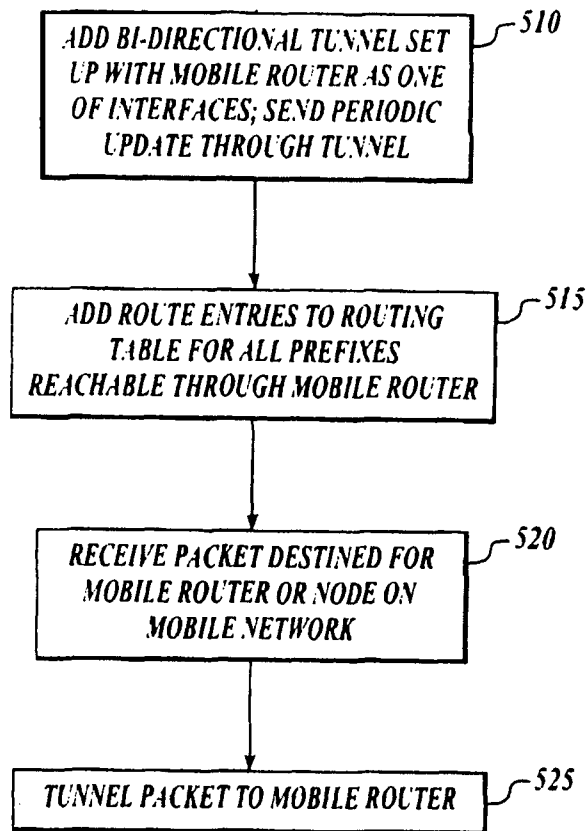 510
ADD BI-DIRECTIONAL TUNNEL SET
UP WITH MOBILE ROUTER AS ONE
OF INTERFACES; SEND PERIODIC
UPDATE THROUGH TUNNEL
515
ADD ROUTE ENTRIES TO ROUTING
TABLE FOR ALL PREFIXES
REACHABLE THROUGH MOBILE ROUTER
520
RECEIVE PACKET DESTINED FOR
MOBILE ROUTER OR NODE ON
MOBILE NETWORK
525
TUNNEL PACKET TO MOBILE ROUTER